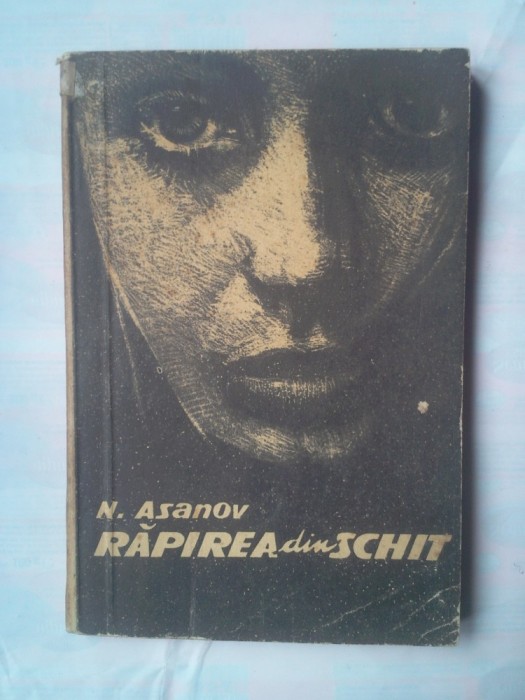 N. Asanov
RĂPIREA din SCHIT